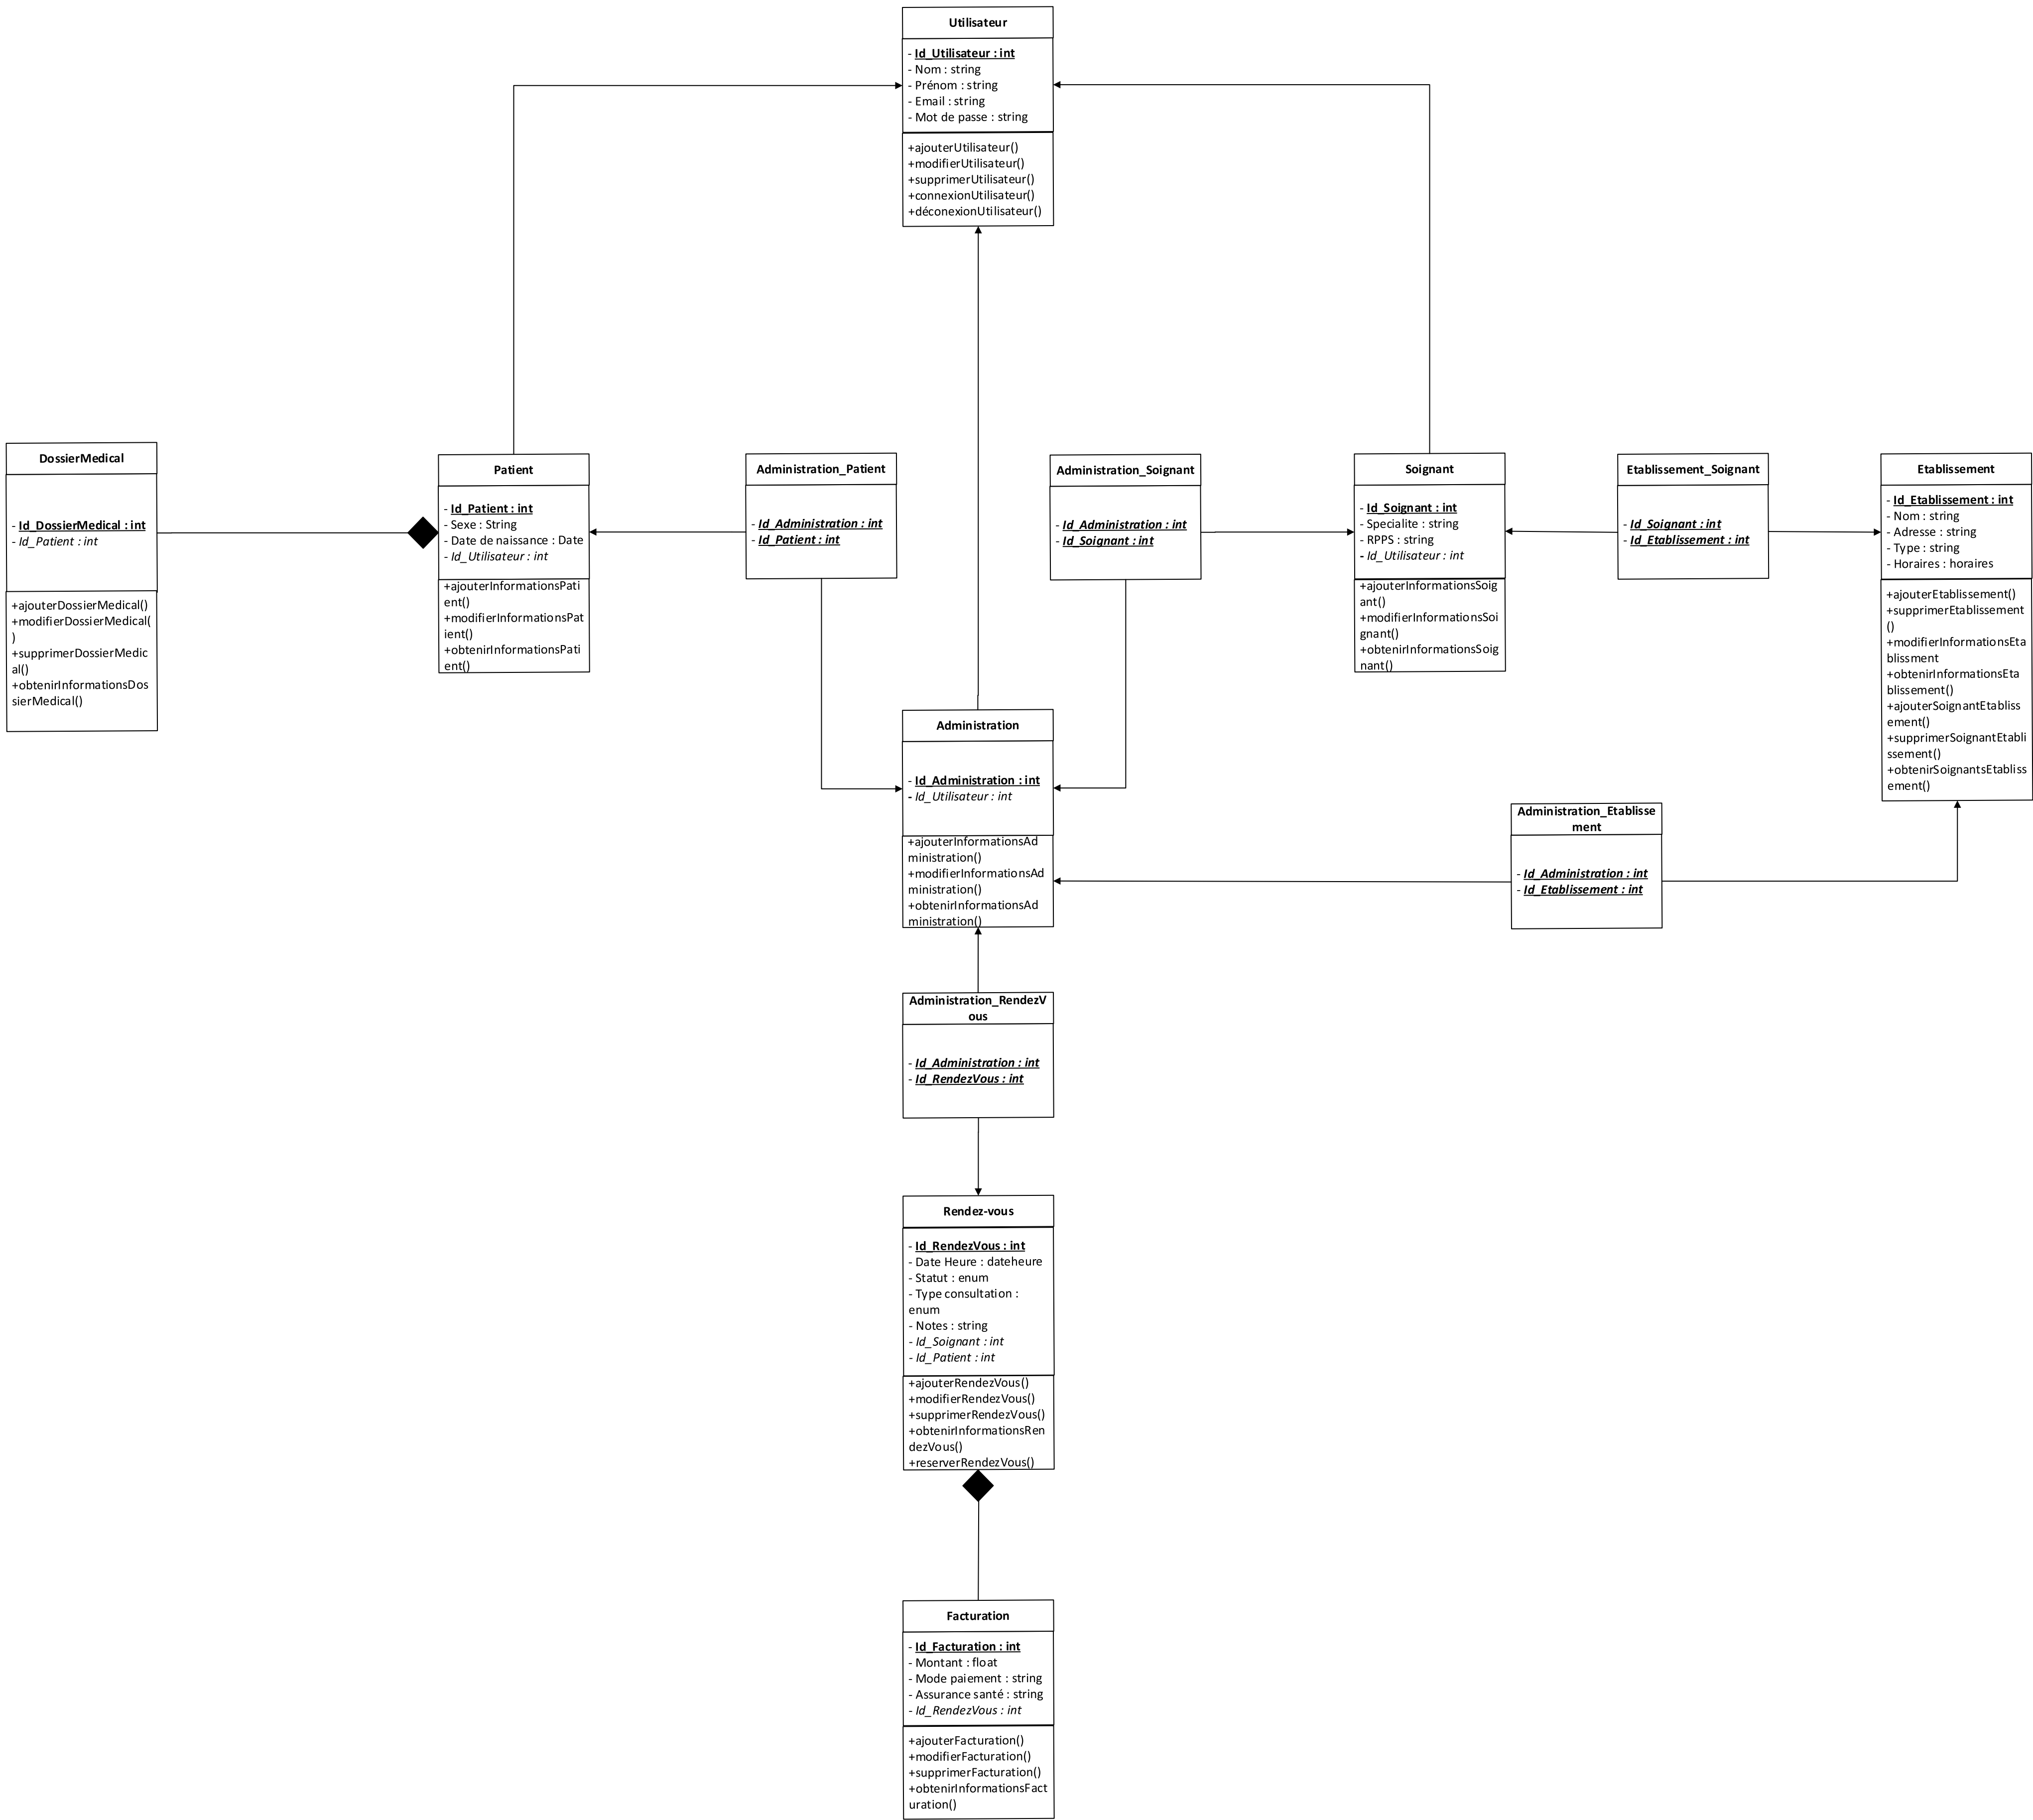 Utilisateur
- Id_Utilisateur : int
- Nom : string
- Prénom : string
- Email : string
- Mot de passe : string
+ajouterUtilisateur()
+modifierUtilisateur()
+supprimerUtilisateur()
+connexionUtilisateur()
+déconexionUtilisateur()
DossierMedical
- Id_DossierMedical : int
- Id_Patient : int
+ajouterDossierMedical()
+modifierDossierMedical(
)
+supprimerDossierMedic
al()
+obtenirInformationsDos
sierMedical()
Patient
- Id_Patient : int
- Sexe : String
- Date de naissance : Date
- Id_Utilisateur : int
+ajouterInformationsPati
ent()
+modifierInformationsPat
ient()
+obtenirInformationsPati
ent()
Administration_Patient
- Id_Administration : int
- Id_Patient : int
Administration_Soignant
- Id_Administration : int
- Id_Soignant : int
Soignant
- Id_Soignant : int
- Specialite : string
- RPPS : string
- Id_Utilisateur : int
+ajouterInformationsSoig
ant()
+modifierInformationsSoi
gnant()
+obtenirInformationsSoig
nant()
Etablissement_Soignant
- Id_Soignant : int
- Id_Etablissement : int
Etablissement
- Id_Etablissement : int
- Nom : string
- Adresse : string
- Type : string
- Horaires : horaires
+ajouterEtablissement()
+supprimerEtablissement
()
+modifierInformationsEta
blissment
+obtenirInformationsEta
blissement()
+ajouterSoignantEtabliss
ement()
+supprimerSoignantEtabli
ssement()
+obtenirSoignantsEtabliss
ement()
Administration
- Id_Administration : int
- Id_Utilisateur : int
+ajouterInformationsAd
ministration()
+modifierInformationsAd
ministration()
+obtenirInformationsAd
ministration()
Administration_Etablisse
ment
- Id_Administration : int
- Id_Etablissement : int
Administration_RendezV
ous
- Id_Administration : int
- Id_RendezVous : int
Rendez-vous
- Id_RendezVous : int
- Date Heure : dateheure
- Statut : enum
- Type consultation :
enum
- Notes : string
- Id_Soignant : int
- Id_Patient : int
+ajouterRendezVous()
+modifierRendezVous()
+supprimerRendezVous()
+obtenirInformationsRen
dezVous()
+reserverRendezVous()
Facturation
- Id_Facturation : int
- Montant : float
- Mode paiement : string
- Assurance santé : string
- Id_RendezVous : int
+ajouterFacturation()
+modifierFacturation()
+supprimerFacturation()
+obtenirInformationsFact
uration()